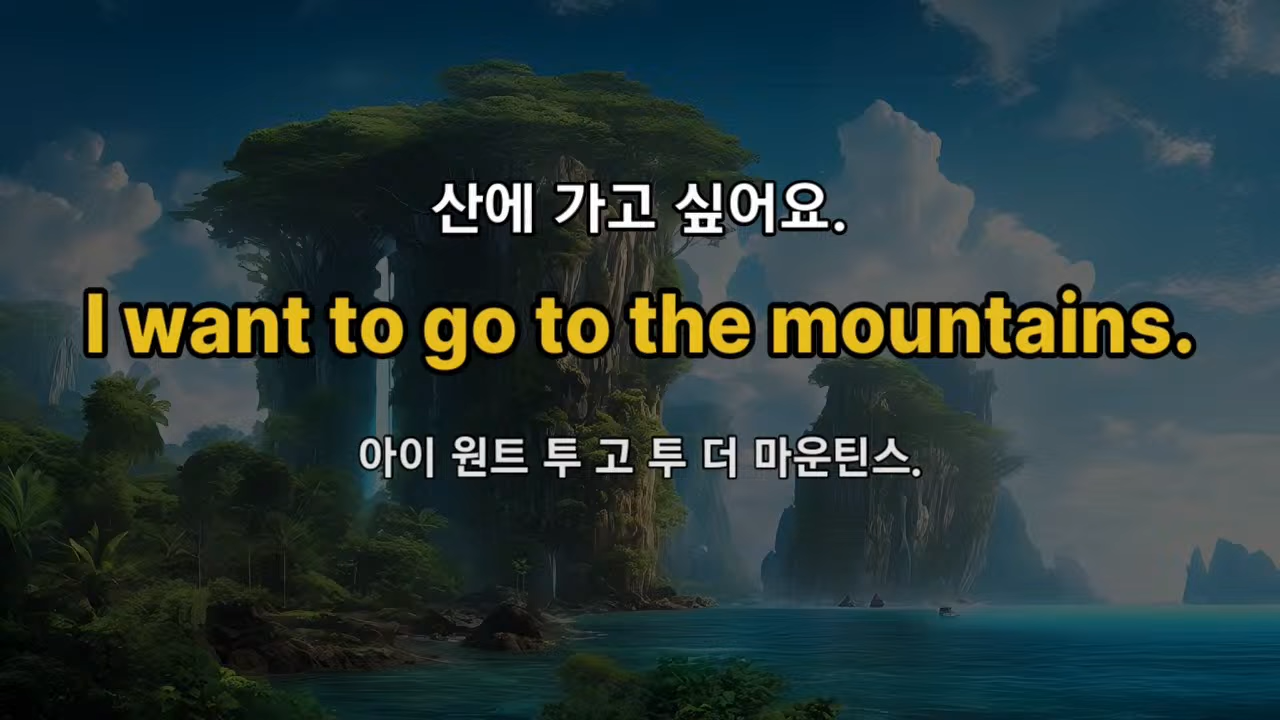 산에 가고 싶어요.
I want to go to the mountains.
아이 원트 투 고 투 더 마운틴스.